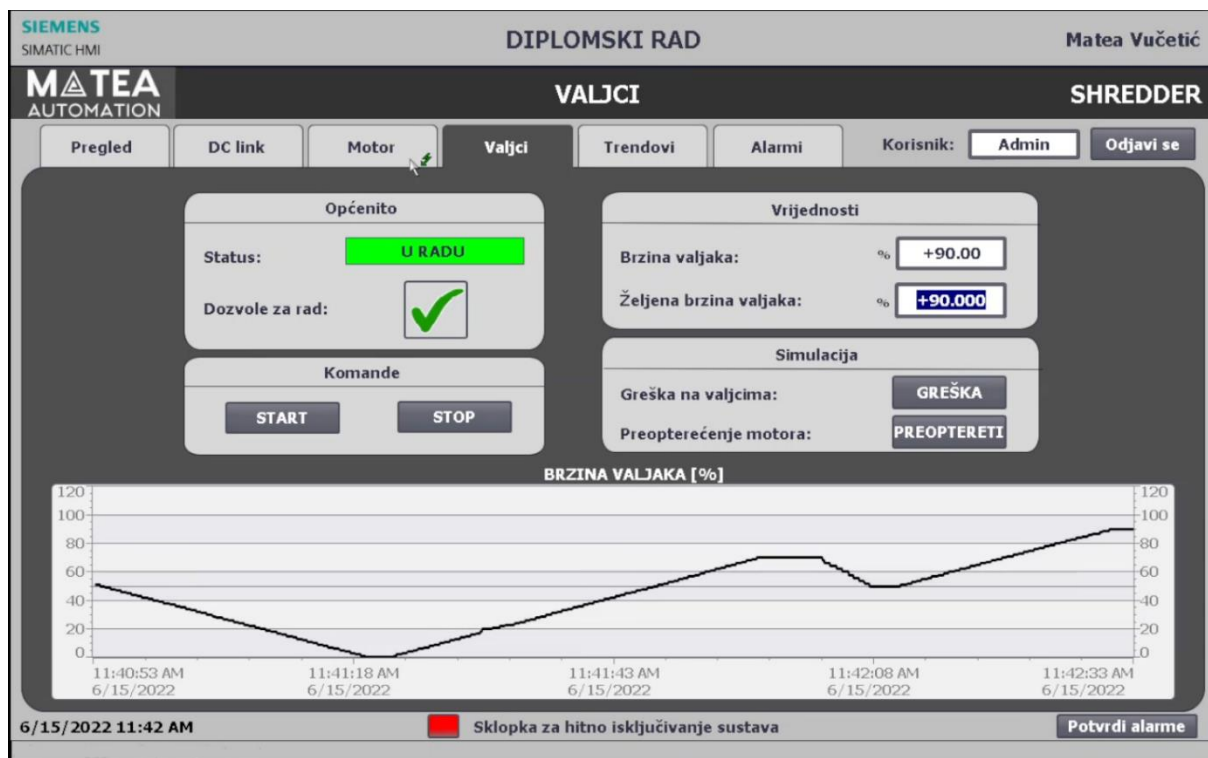 SIEMENS
SIMATIC HMI
DIPLOMSKI RAD
Matea Vučetić
MATEA
AUTOMATION
VALJCI
SHREDDER
Pregled
DC link
Motor
Valjci
Trendovi
Alarmi
Korisnik:
Admin
Odjavi se
Općenito
Status:
U RADU
Dozvole za rad:
Komande
START
STOP
Vrijednosti
Brzina valjaka:
% +90.00
Željena brzina valjaka:
% +90.000
Simulacija
Greška na valjcima:
GREŠKA
Preopterećenje motora:
PREOPTERETI
BRZINA VALJAKA [%]
120
100
80
60
40
20
0
120
100
80
60
40
20
0
11:40:53 AM
6/15/2022
11:41:18 AM
6/15/2022
11:41:43 AM
6/15/2022
11:42:08 AM
6/15/2022
11:42:33 AM
6/15/2022
6/15/2022 11:42 AM
Sklopka za hitno isključivanje sustava
Potvrdi alarme